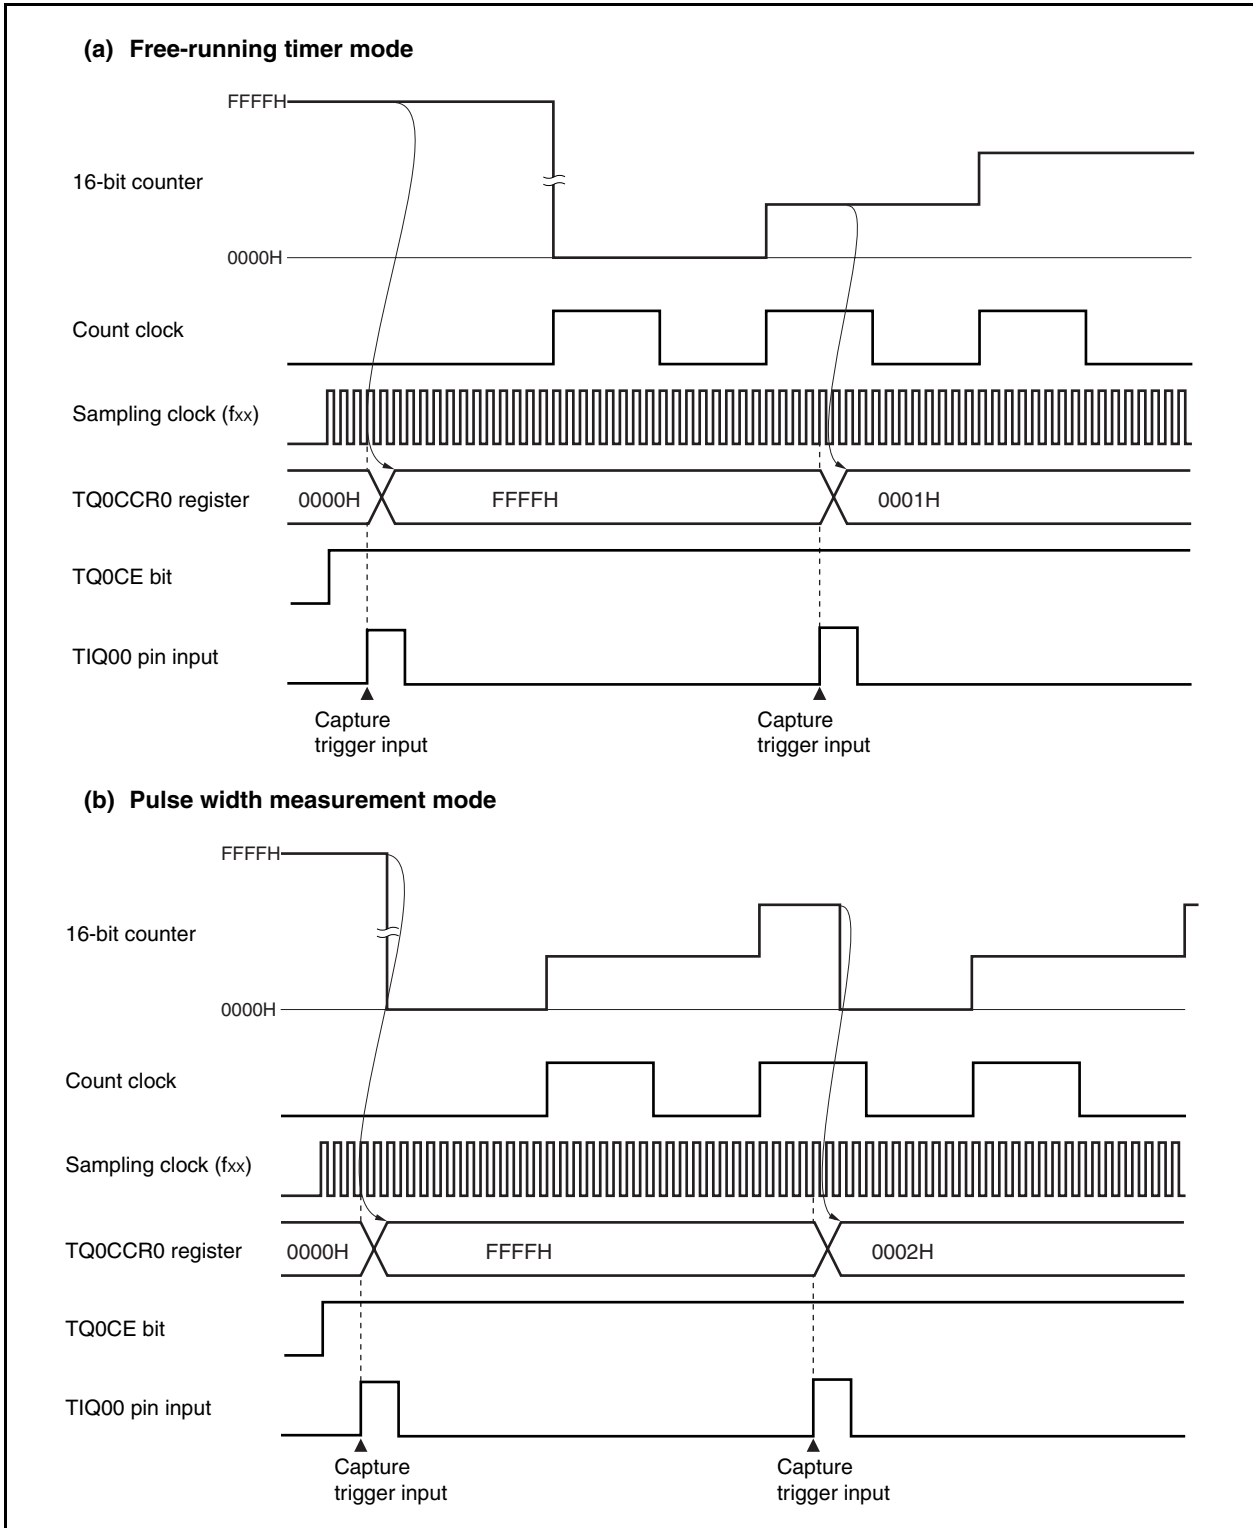 (a) Free-running timer mode
FFFFH
16-bit counter
0000H
Count clock
Sampling clock (fxx)
TQ0CCR0 register 0000H FFFFH 0001H
TQ0CE bit
TIQ00 pin input
Capture
trigger input
Capture
trigger input
(b) Pulse width measurement mode
FFFFH
16-bit counter
0000H
Count clock
Sampling clock (fxx)
TQ0CCR0 register 0000H FFFFH 0002H
TQ0CE bit
TIQ00 pin input
Capture
trigger input
Capture
trigger input